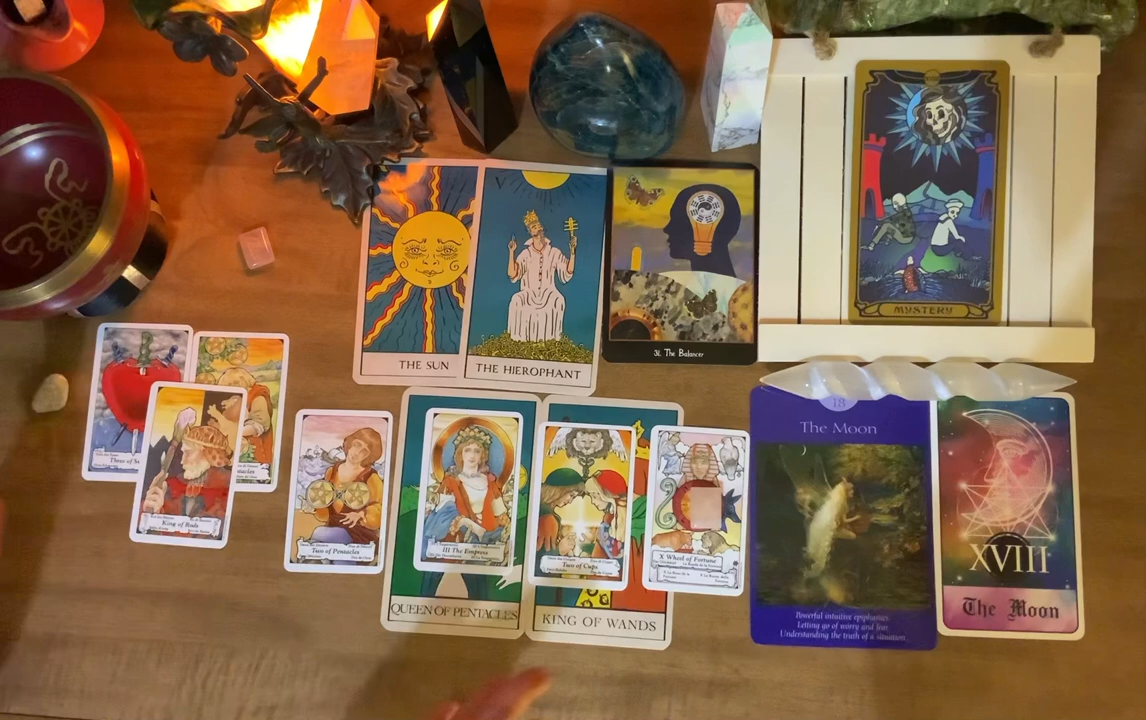 V
THE SUN
THE HIEROPHANT
31. The Balancer
MYSTERY
Three of
King of Rods
Two of Pentacles
III The Empress
Two of Cups
X Wheel of Fortune
QUEEN OF PENTACLES
KING OF WANDS
18
The Moon
Powerful intuitive epiphanies.
Letting go of worry and fear.
Understanding the truth of a situation.
XVIII
The Moon